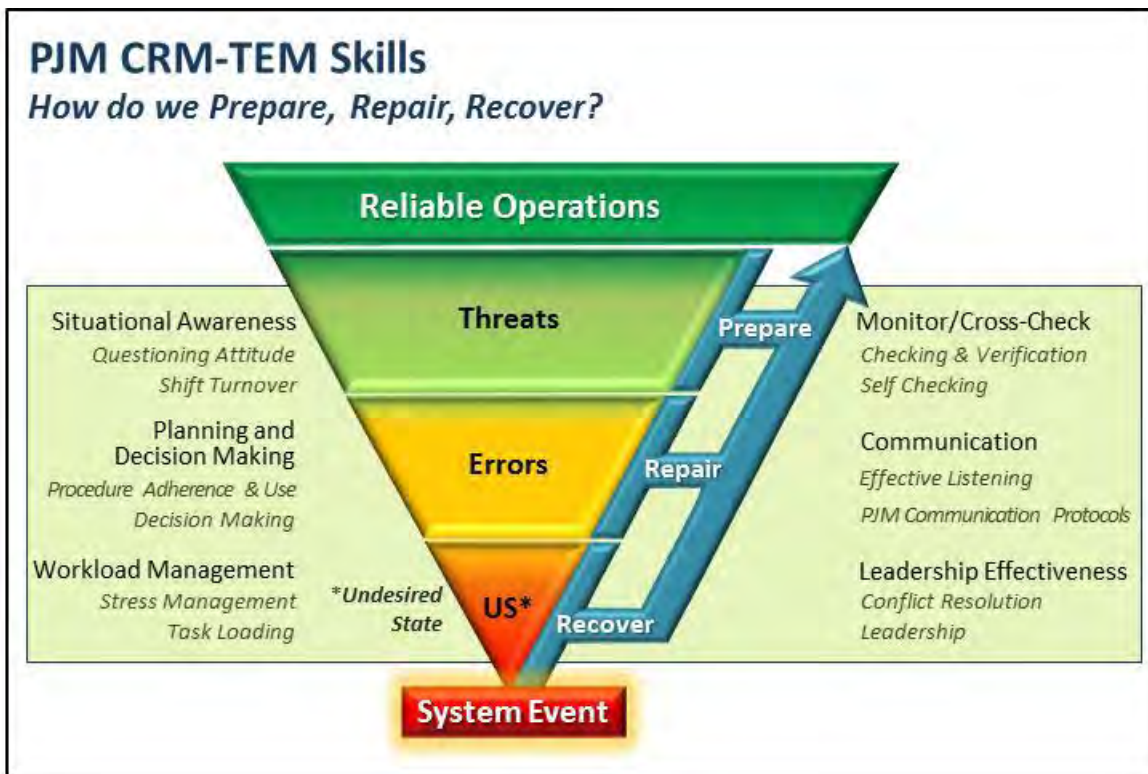 PJM CRM-TEM Skills
How do we Prepare, Repair, Recover?
Reliable Operations
Threats
Errors
US*
*Undesired
State
System Event
Prepare
Repair
Recover
Situational Awareness
Questioning Attitude
Shift Turnover
Planning and
Decision Making
Procedure Adherence & Use
Decision Making
Workload Management
Stress Management
Task Loading
Monitor/Cross-Check
Checking & Verification
Self Checking
Communication
Effective Listening
PJM Communication Protocols
Leadership Effectiveness
Conflict Resolution
Leadership